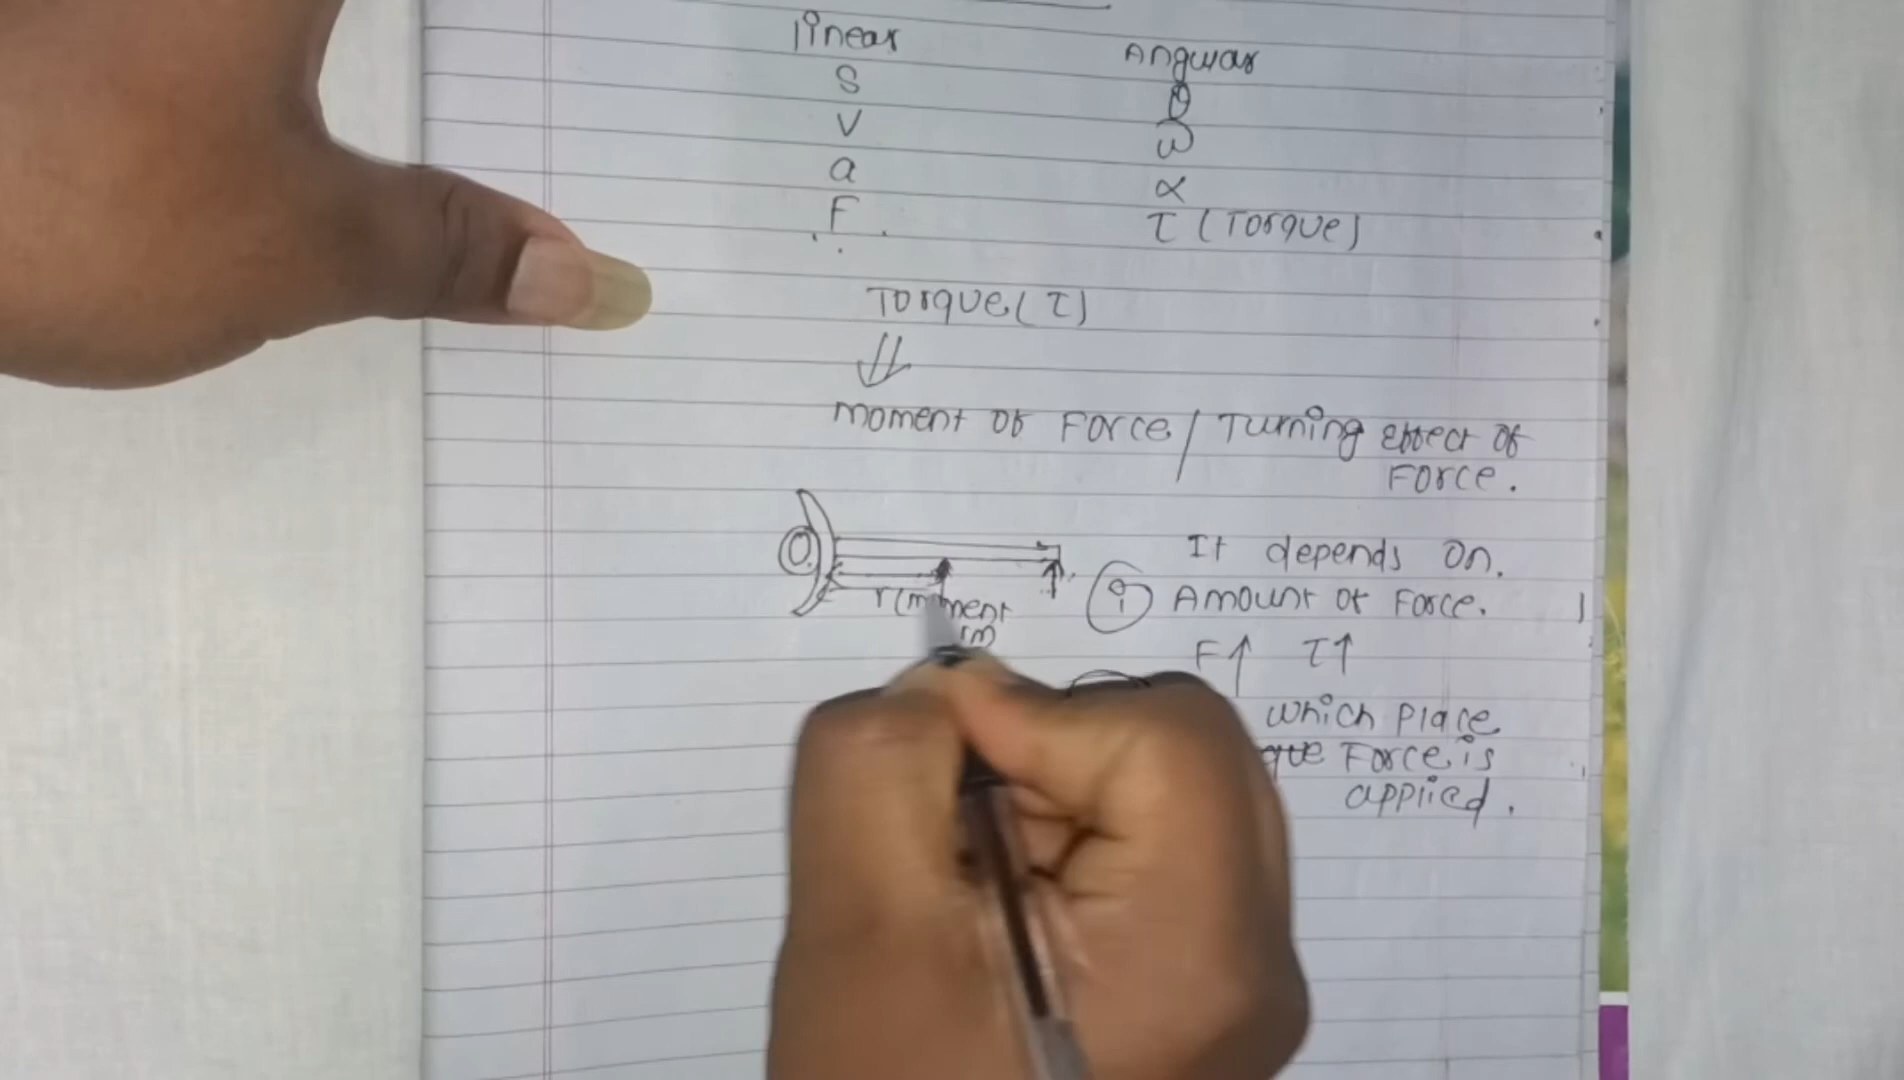 linear Angular
S θ
V ω
a α
F τ (Torque)
Torque (τ)
⇓
moment of Force / Turning effect of
Force.
It depends on.
r (moment
i Amount of Force.
F↑ τ↑
which place
Force is
applied.